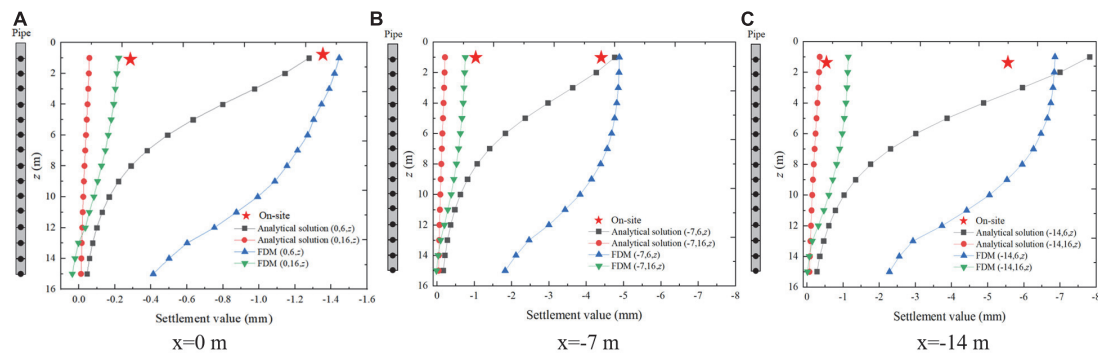 A
Pipe
0.0 -0.2 -0.4 -0.6 -0.8 -1.0 -1.2 -1.4 -1.6
0
2
4
6
8
10
12
14
16
z (m)
On-site
Analytical solution (0,6,z)
Analytical solution (0,16,z)
FDM (0,6,z)
FDM (0,16,z)
Settlement value (mm)
x=0 m
B
Pipe
0
2
4
6
8
10
12
14
16
z (m)
On-site
Analytical solution (-7,6,z)
Analytical solution (-7,16,z)
FDM (-7,6,z)
FDM (-7,16,z)
0 -1 -2 -3 -4 -5 -6 -7 -8
Settlement value (mm)
x=-7 m
C
Pipe
0
2
4
6
8
10
12
14
16
z (m)
On-site
Analytical solution (-14,6,z)
Analytical solution (-14,16,z)
FDM (-14,6,z)
FDM (-14,16,z)
0 -1 -2 -3 -4 -5 -6 -7 -8
Settlement value (mm)
x=-14 m